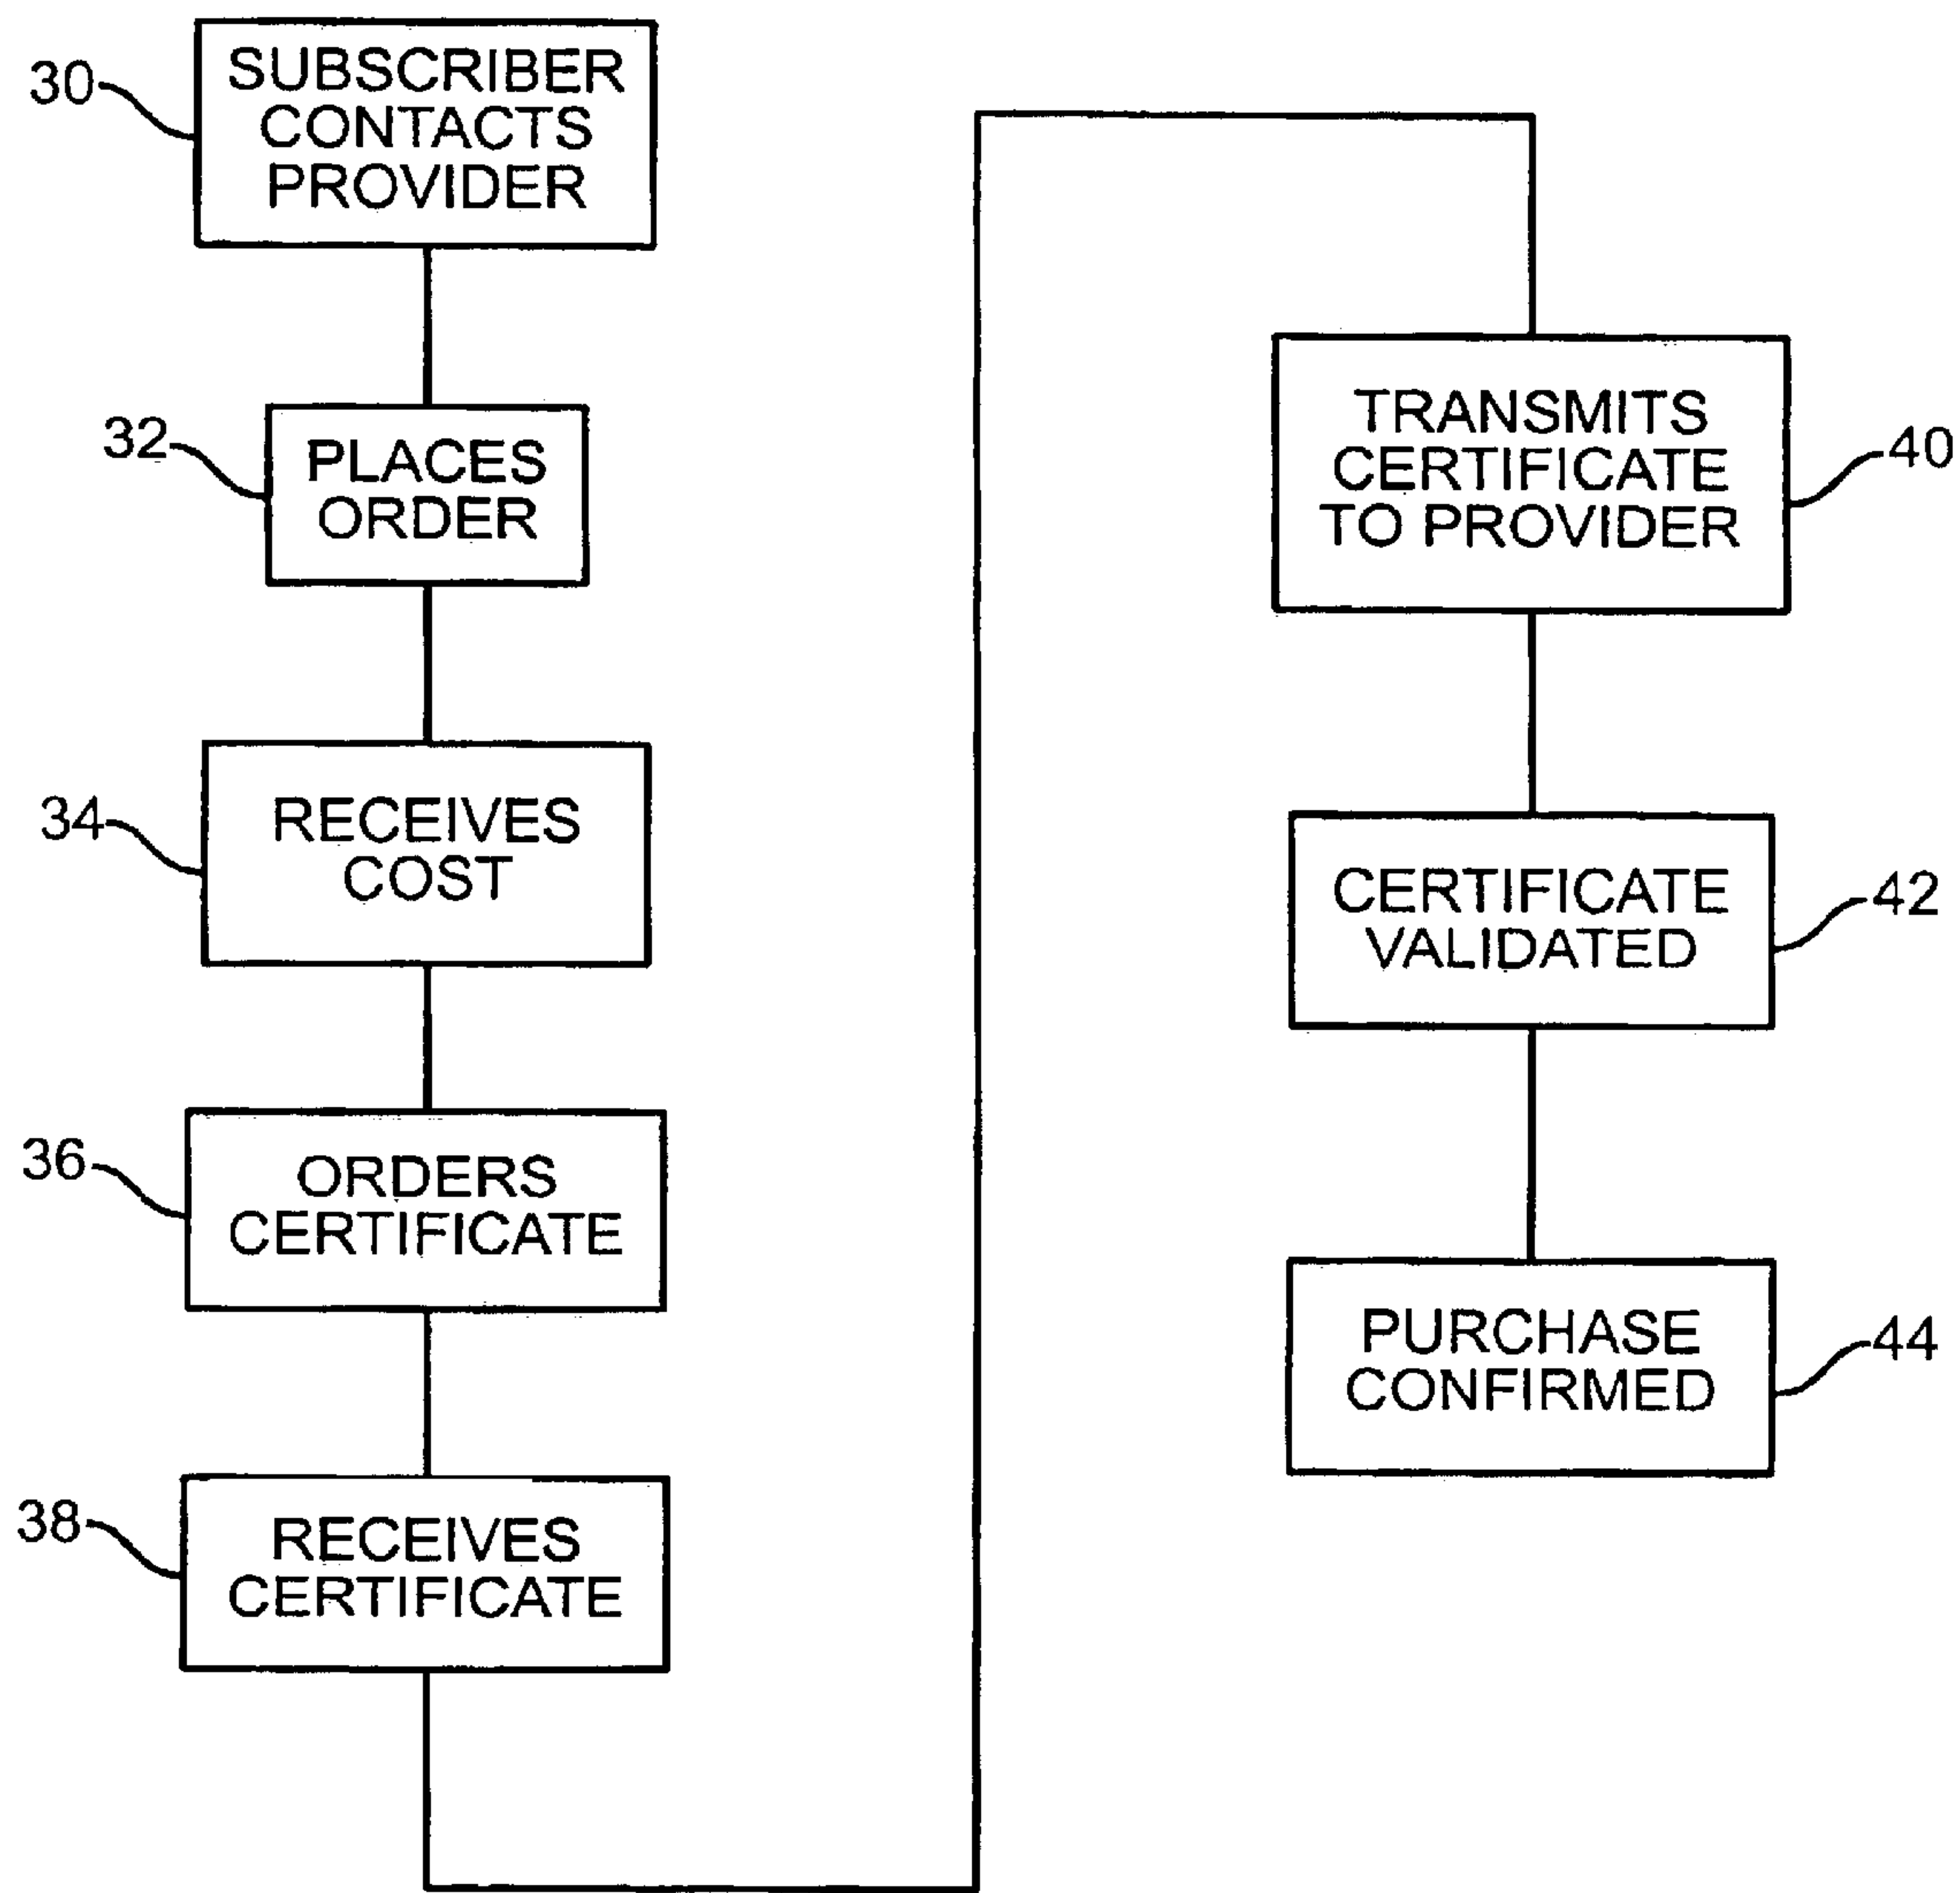 30
SUBSCRIBER
CONTACTS
PROVIDER
32
PLACES
ORDER
34
RECEIVES
COST
36
ORDERS
CERTIFICATE
38
RECEIVES
CERTIFICATE
TRANSMITS
CERTIFICATE
TO PROVIDER
40
CERTIFICATE
VALIDATED
42
PURCHASE
CONFIRMED
44